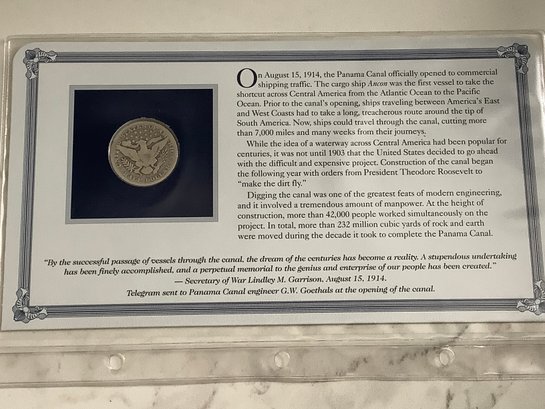 On August 15, 1914, the Panama Canal officially opened to commercial
shipping traffic. The cargo ship Ancon was the first vessel to take the
shortcut across Central America from the Atlantic Ocean to the Pacific
Ocean. Prior to the canal's opening, ships traveling between America's East
and West Coasts had to take a long, treacherous route around the tip of
South America. Now, ships could travel through the canal, cutting more
than 7,000 miles and many weeks from their journeys.
While the idea of a waterway across Central America had been popular for
centuries, it was not until 1903 that the United States decided to go ahead
with the difficult and expensive project. Construction of the canal began
the following year with orders from President Theodore Roosevelt to
"make the dirt fly."
Digging the canal was one of the greatest feats of modern engineering,
and it involved a tremendous amount of manpower. At the height of
construction, more than 42,000 people worked simultaneously on the
project. In total, more than 232 million cubic yards of rock and earth
were moved during the decade it took to complete the Panama Canal.
"By the successful passage of vessels through the canal, the dream of the centuries has become a reality. A stupendous undertaking
has been finely accomplished, and a perpetual memorial to the genius and enterprise of our people has been created."
— Secretary of War Lindley M. Garrison, August 15, 1914.
Telegram sent to Panama Canal engineer G.W. Goethals at the opening of the canal.